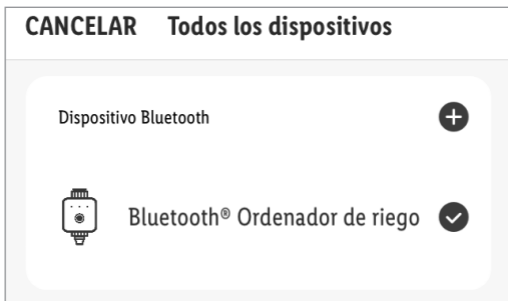 CANCELAR Todos los dispositivos
Dispositivo Bluetooth
Bluetooth® Ordenador de riego